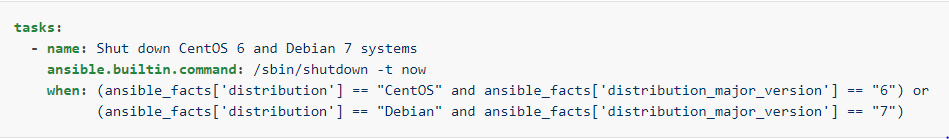 tasks:
  - name: Shut down CentOS 6 and Debian 7 systems
    ansible.builtin.command: /sbin/shutdown -t now
    when: (ansible_facts['distribution'] == "CentOS" and ansible_facts['distribution_major_version'] == "6") or
          (ansible_facts['distribution'] == "Debian" and ansible_facts['distribution_major_version'] == "7")